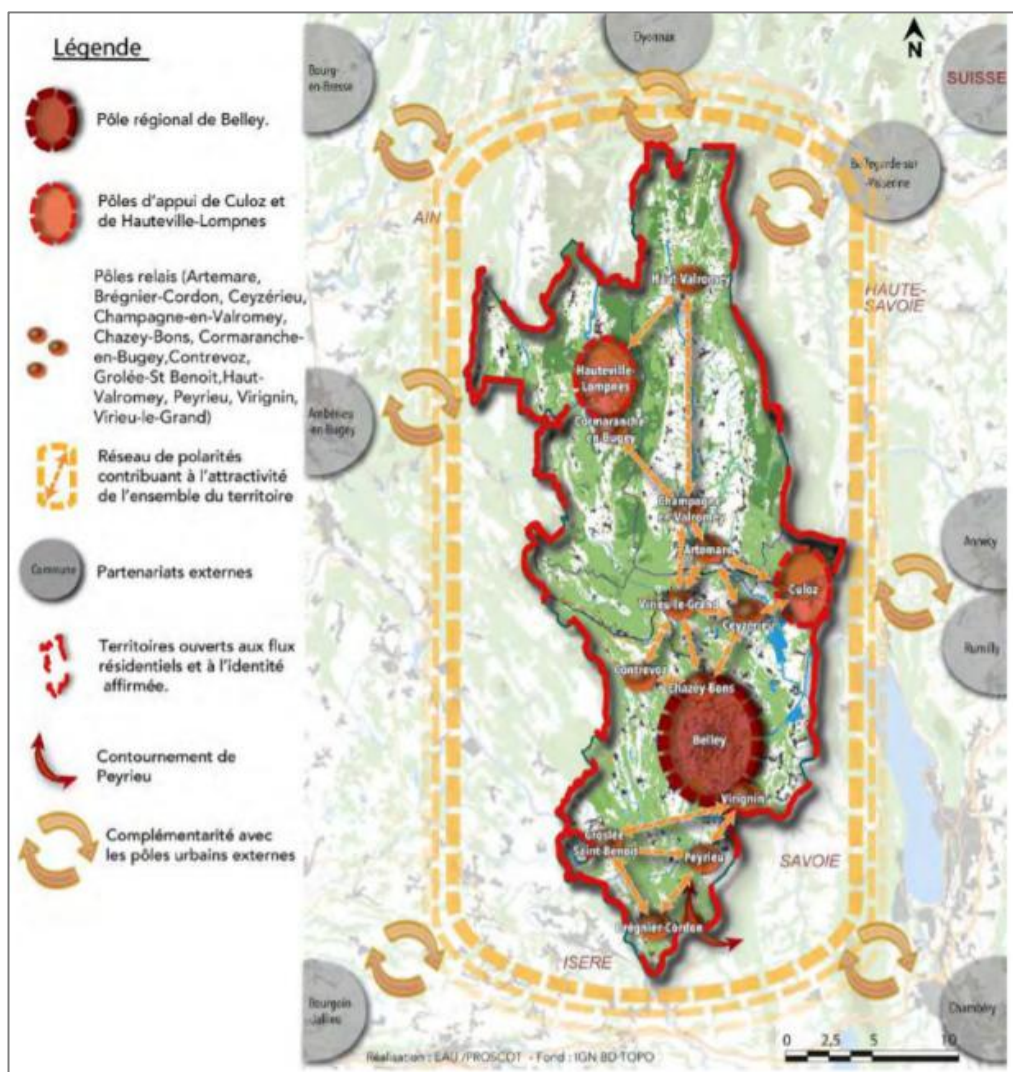 Légende
Pôle régional de Belley.
Pôles d'appui de Culoz et
de Hauteville-Lompnes
Pôles relais (Artemare,
Brégnier-Cordon, Ceyzérieu,
Champagne-en-Valromey,
Chazey-Bons, Cormaranche-
en-Bugey,Contrevoz,
Grolée-St Benoit,Haut-
Valromey, Peyrieu, Virignin,
Virieu-le-Grand)
Réseau de polarités
contribuant à l'attractivité
de l'ensemble du territoire
Commune
Partenariats externes
Territoires ouverts aux flux
résidentiels et à l'identité
affirmée.
Contournement de
Peyrieu
Complémentarité avec
les pôles urbains externes
Oyonnax
N
Bourg-
en-Bresse
SUISSE
Bellegarde-sur
-Valserine
AIN
Haut Valromey
HAUTE-
SAVOIE
Hauteville-
Lompnes
Ambérieu
-en-Bugey
Cormaranche
en Bugey
Champagne
en Valromey
Annecy
Artemare
Culoz
Virieu-le-Grand
Ceyzérieu
Rumilly
Contrevoz
Chazey-Bons
Belley
Virignin
Groslée
Saint-Benoit
Peyrieu
SAVOIE
Brégnier-Cordon
ISERE
Bourgoin
-Jallieu
Chambéry
0 2,5 5 10
Réalisation : EAU /PROSCOT - Fond : IGN BD TOPO